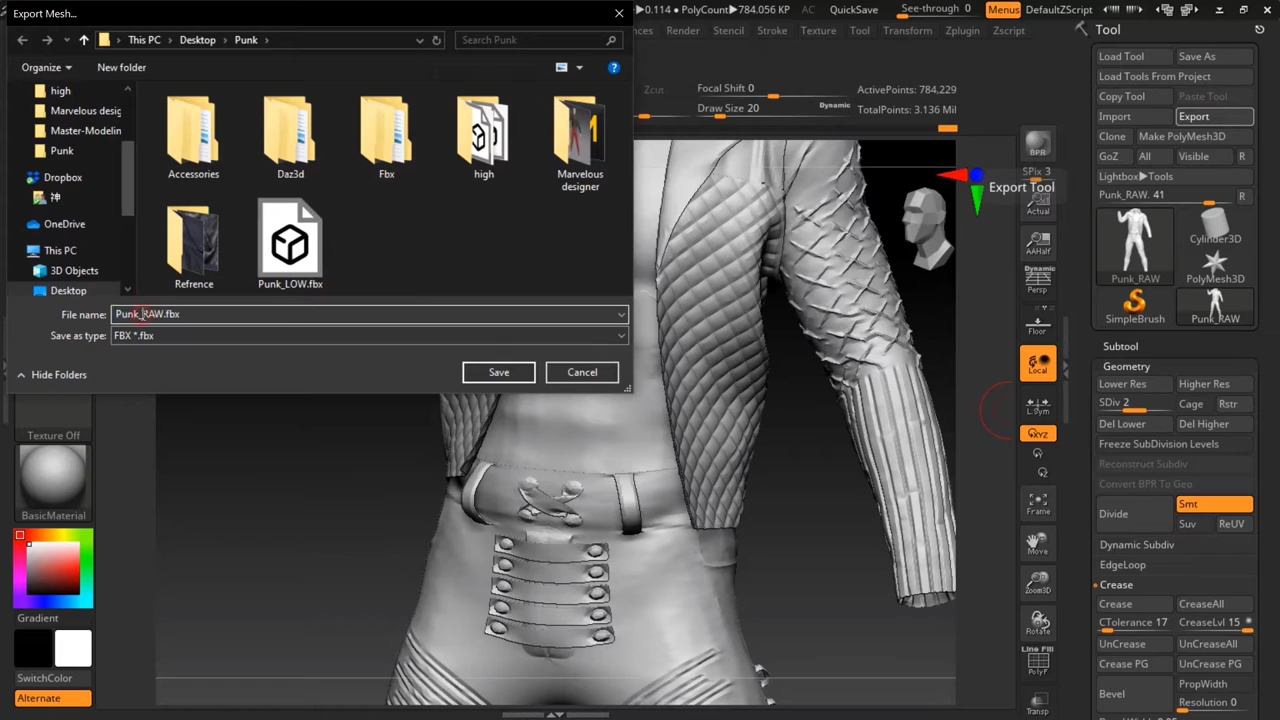 Export Mesh...
0.114 PolyCount▶784.056 KP AC QuickSave See-through 0 Menus DefaultZScript
This PC > Desktop > Punk >
Search Punk
nces Render Stencil Stroke Texture Tool Transform Zplugin Zscript
Organize
New folder
high
Marvelous desig
Master-Modelin
Punk
Dropbox
神
OneDrive
This PC
3D Objects
Desktop
Accessories
Daz3d
Fbx
high
Marvelous designer
Refrence
Punk_LOW.fbx
File name: Punk_RAW.fbx
Save as type: FBX *.fbx
Hide Folders
Save
Cancel
Zcut
Focal Shift 0
Draw Size 20
Dynamic
ActivePoints: 784,229
TotalPoints: 3.136 Mil
Texture Off
BasicMaterial
Gradient
SwitchColor
Alternate
BPR
SPix 3
Export Tool
Actual
AAHalf
Dynamic
Persp
Floor
Local
L.Sym
XYZ
Frame
Move
Zoom3D
Rotate
Line Fill
PolyF
Transp
Tool
Load Tool Save As
Load Tools From Project
Copy Tool Paste Tool
Import Export
Clone Make PolyMesh3D
GoZ All Visible R
Lightbox▶Tools
Punk_RAW. 41 R
Punk_RAW
Cylinder3D
PolyMesh3D
SimpleBrush
Punk_RAW
Subtool
Geometry
Lower Res Higher Res
SDiv 2 Cage Rstr
Del Lower Del Higher
Freeze SubDivision Levels
Reconstruct Subdiv
Convert BPR To Geo
Divide
Smt
Suv ReUV
Dynamic Subdiv
EdgeLoop
Crease
Crease CreaseAll
CTolerance 17 CreaseLvl 15
UnCrease UnCreaseAll
Crease PG UnCrease PG
Bevel
PropWidth
Resolution 0